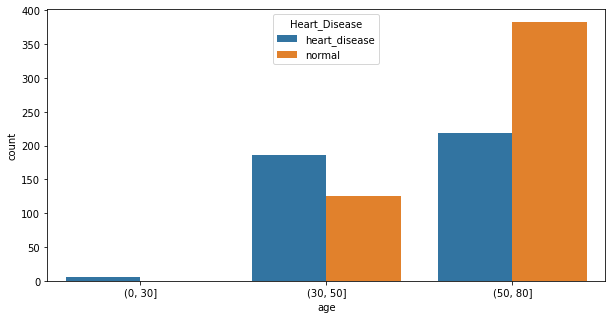 Heart_Disease
heart_disease
normal
count
400
350
300
250
200
150
100
50
0
(0, 30]
(30, 50]
(50, 80]
age